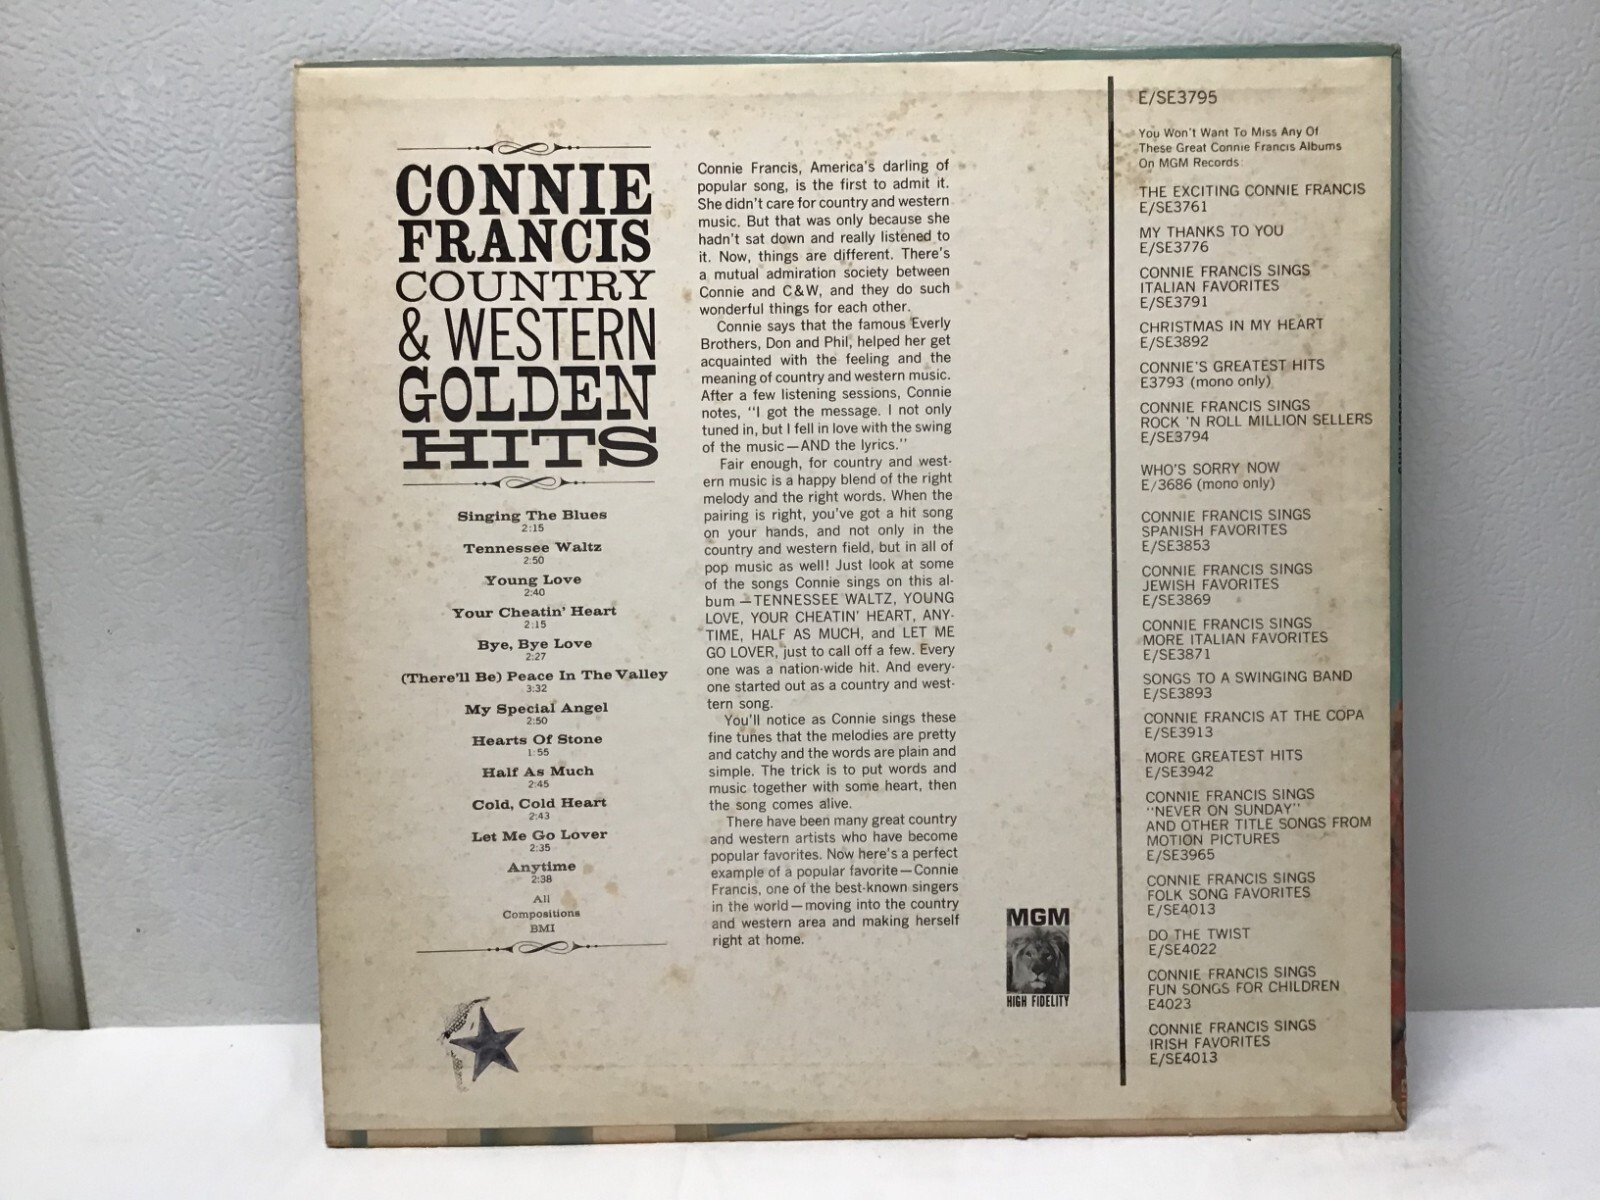 CONNIE
FRANCIS
COUNTRY
& WESTERN
GOLDEN
HITS
Singing The Blues
2:15
Tennessee Waltz
2:50
Young Love
2:40
Your Cheatin' Heart
2:15
Bye, Bye Love
2:27
(There'll Be) Peace In The Valley
3:32
My Special Angel
2:50
Hearts Of Stone
1:55
Half As Much
2:45
Cold, Cold Heart
2:43
Let Me Go Lover
2:35
Anytime
2:38
All
Compositions
BMI
Connie Francis, America's darling of
popular song, is the first to admit it.
She didn't care for country and western
music. But that was only because she
hadn't sat down and really listened to
it. Now, things are different. There's
a mutual admiration society between
Connie and C&W, and they do such
wonderful things for each other.
Connie says that the famous Everly
Brothers, Don and Phil, helped her get
acquainted with the feeling and the
meaning of country and western music.
After a few listening sessions, Connie
notes, "I got the message. I not only
tuned in, but I fell in love with the swing
of the music—AND the lyrics."
Fair enough, for country and west-
ern music is a happy blend of the right
melody and the right words. When the
pairing is right, you've got a hit song
on your hands, and not only in the
country and western field, but in all of
pop music as well! Just look at some
of the songs Connie sings on this al-
bum—TENNESSEE WALTZ, YOUNG
LOVE, YOUR CHEATIN' HEART, ANY-
TIME, HALF AS MUCH, and LET ME
GO LOVER, just to call off a few. Every
one was a nation-wide hit. And every-
one started out as a country and wes-
tern song.
You'll notice as Connie sings these
fine tunes that the melodies are pretty
and catchy and the words are plain and
simple. The trick is to put words and
music together with some heart, then
the song comes alive.
There have been many great country
and western artists who have become
popular favorites. Now here's a perfect
example of a popular favorite—Connie
Francis, one of the best-known singers
in the world—moving into the country
and western area and making herself
right at home.
MGM
HIGH FIDELITY
E/SE3795
You Won't Want To Miss Any Of
These Great Connie Francis Albums
On MGM Records:
THE EXCITING CONNIE FRANCIS
E/SE3761
MY THANKS TO YOU
E/SE3776
CONNIE FRANCIS SINGS
ITALIAN FAVORITES
E/SE3791
CHRISTMAS IN MY HEART
E/SE3892
CONNIE'S GREATEST HITS
E3793 (mono only)
CONNIE FRANCIS SINGS
ROCK 'N ROLL MILLION SELLERS
E/SE3794
WHO'S SORRY NOW
E/3686 (mono only)
CONNIE FRANCIS SINGS
SPANISH FAVORITES
E/SE3853
CONNIE FRANCIS SINGS
JEWISH FAVORITES
E/SE3869
CONNIE FRANCIS SINGS
MORE ITALIAN FAVORITES
E/SE3871
SONGS TO A SWINGING BAND
E/SE3893
CONNIE FRANCIS AT THE COPA
E/SE3913
MORE GREATEST HITS
E/SE3942
CONNIE FRANCIS SINGS
"NEVER ON SUNDAY"
AND OTHER TITLE SONGS FROM
MOTION PICTURES
E/SE3965
CONNIE FRANCIS SINGS
FOLK SONG FAVORITES
E/SE4013
DO THE TWIST
E/SE4022
CONNIE FRANCIS SINGS
FUN SONGS FOR CHILDREN
E4023
CONNIE FRANCIS SINGS
IRISH FAVORITES
E/SE4013